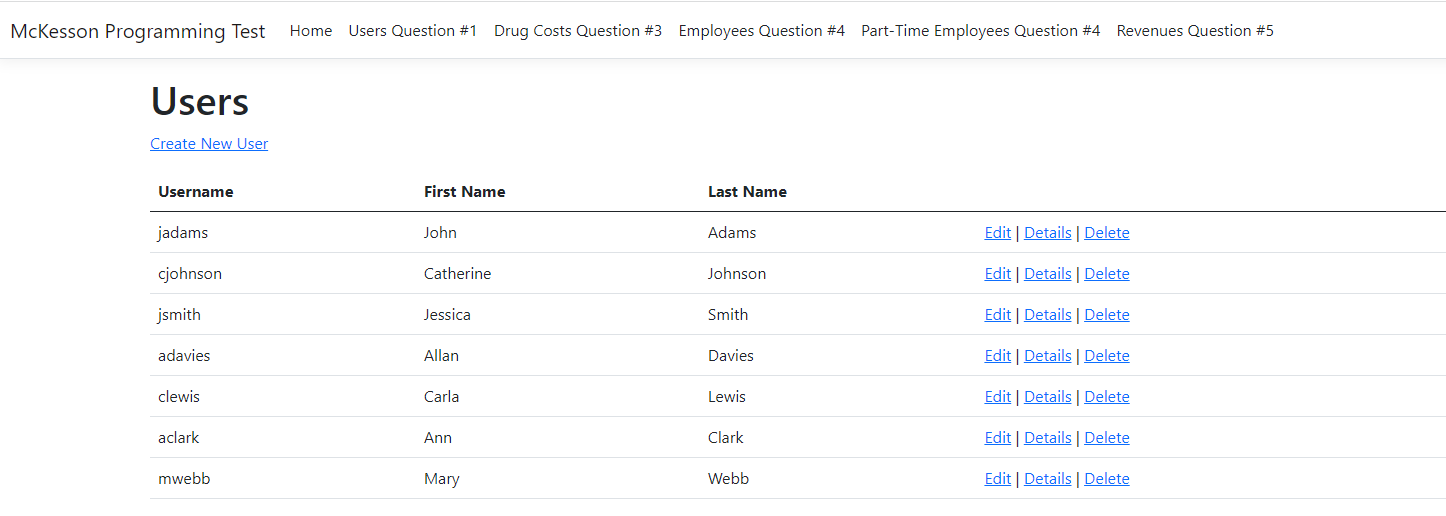 McKesson Programming Test Home Users Question #1 Drug Costs Question #3 Employees Question #4 Part-Time Employees Question #4 Revenues Question #5
Users
Create New User
Username First Name Last Name
jadams John Adams Edit | Details | Delete
cjohnson Catherine Johnson Edit | Details | Delete
jsmith Jessica Smith Edit | Details | Delete
adavies Allan Davies Edit | Details | Delete
clewis Carla Lewis Edit | Details | Delete
aclark Ann Clark Edit | Details | Delete
mwebb Mary Webb Edit | Details | Delete